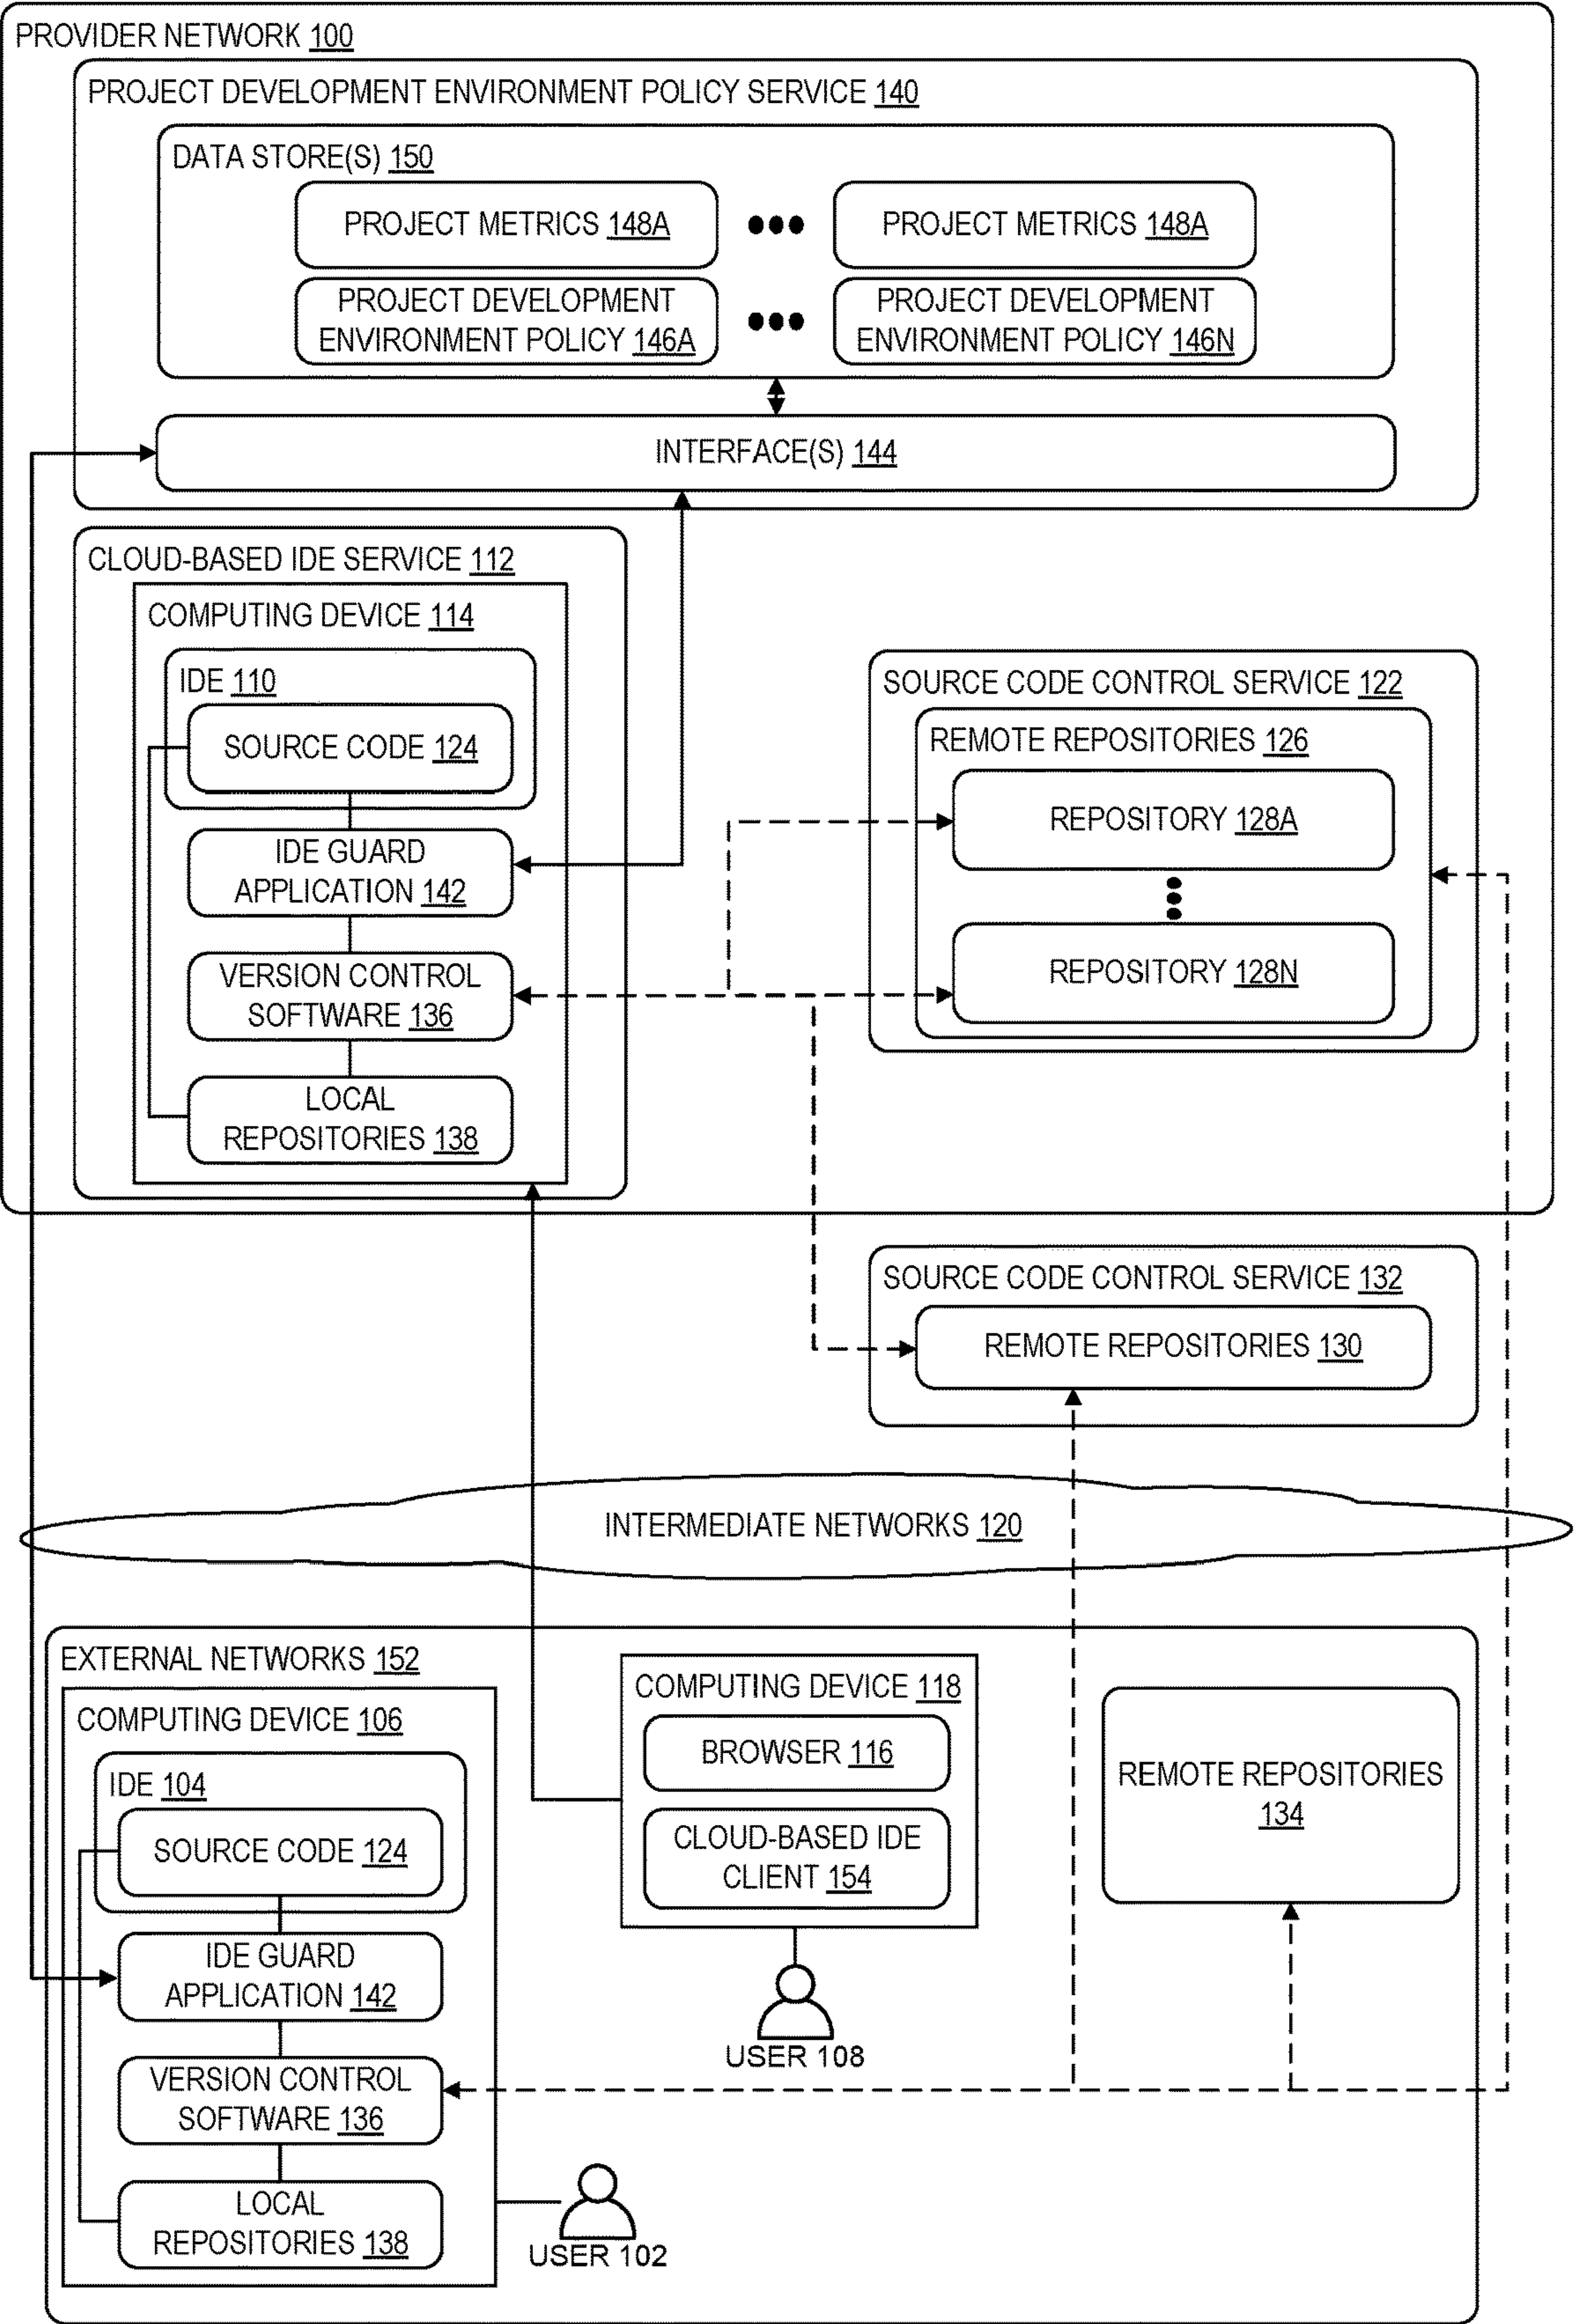 PROVIDER NETWORK 100
PROJECT DEVELOPMENT ENVIRONMENT POLICY SERVICE 140
DATA STORE(S) 150
PROJECT METRICS 148A
PROJECT METRICS 148A
PROJECT DEVELOPMENT
ENVIRONMENT POLICY 146A
PROJECT DEVELOPMENT
ENVIRONMENT POLICY 146N
INTERFACE(S) 144
CLOUD-BASED IDE SERVICE 112
COMPUTING DEVICE 114
IDE 110
SOURCE CODE 124
IDE GUARD
APPLICATION 142
VERSION CONTROL
SOFTWARE 136
LOCAL
REPOSITORIES 138
SOURCE CODE CONTROL SERVICE 122
REMOTE REPOSITORIES 126
REPOSITORY 128A
REPOSITORY 128N
SOURCE CODE CONTROL SERVICE 132
REMOTE REPOSITORIES 130
INTERMEDIATE NETWORKS 120
EXTERNAL NETWORKS 152
COMPUTING DEVICE 106
IDE 104
SOURCE CODE 124
IDE GUARD
APPLICATION 142
VERSION CONTROL
SOFTWARE 136
LOCAL
REPOSITORIES 138
USER 102
COMPUTING DEVICE 118
BROWSER 116
CLOUD-BASED IDE
CLIENT 154
USER 108
REMOTE REPOSITORIES
134